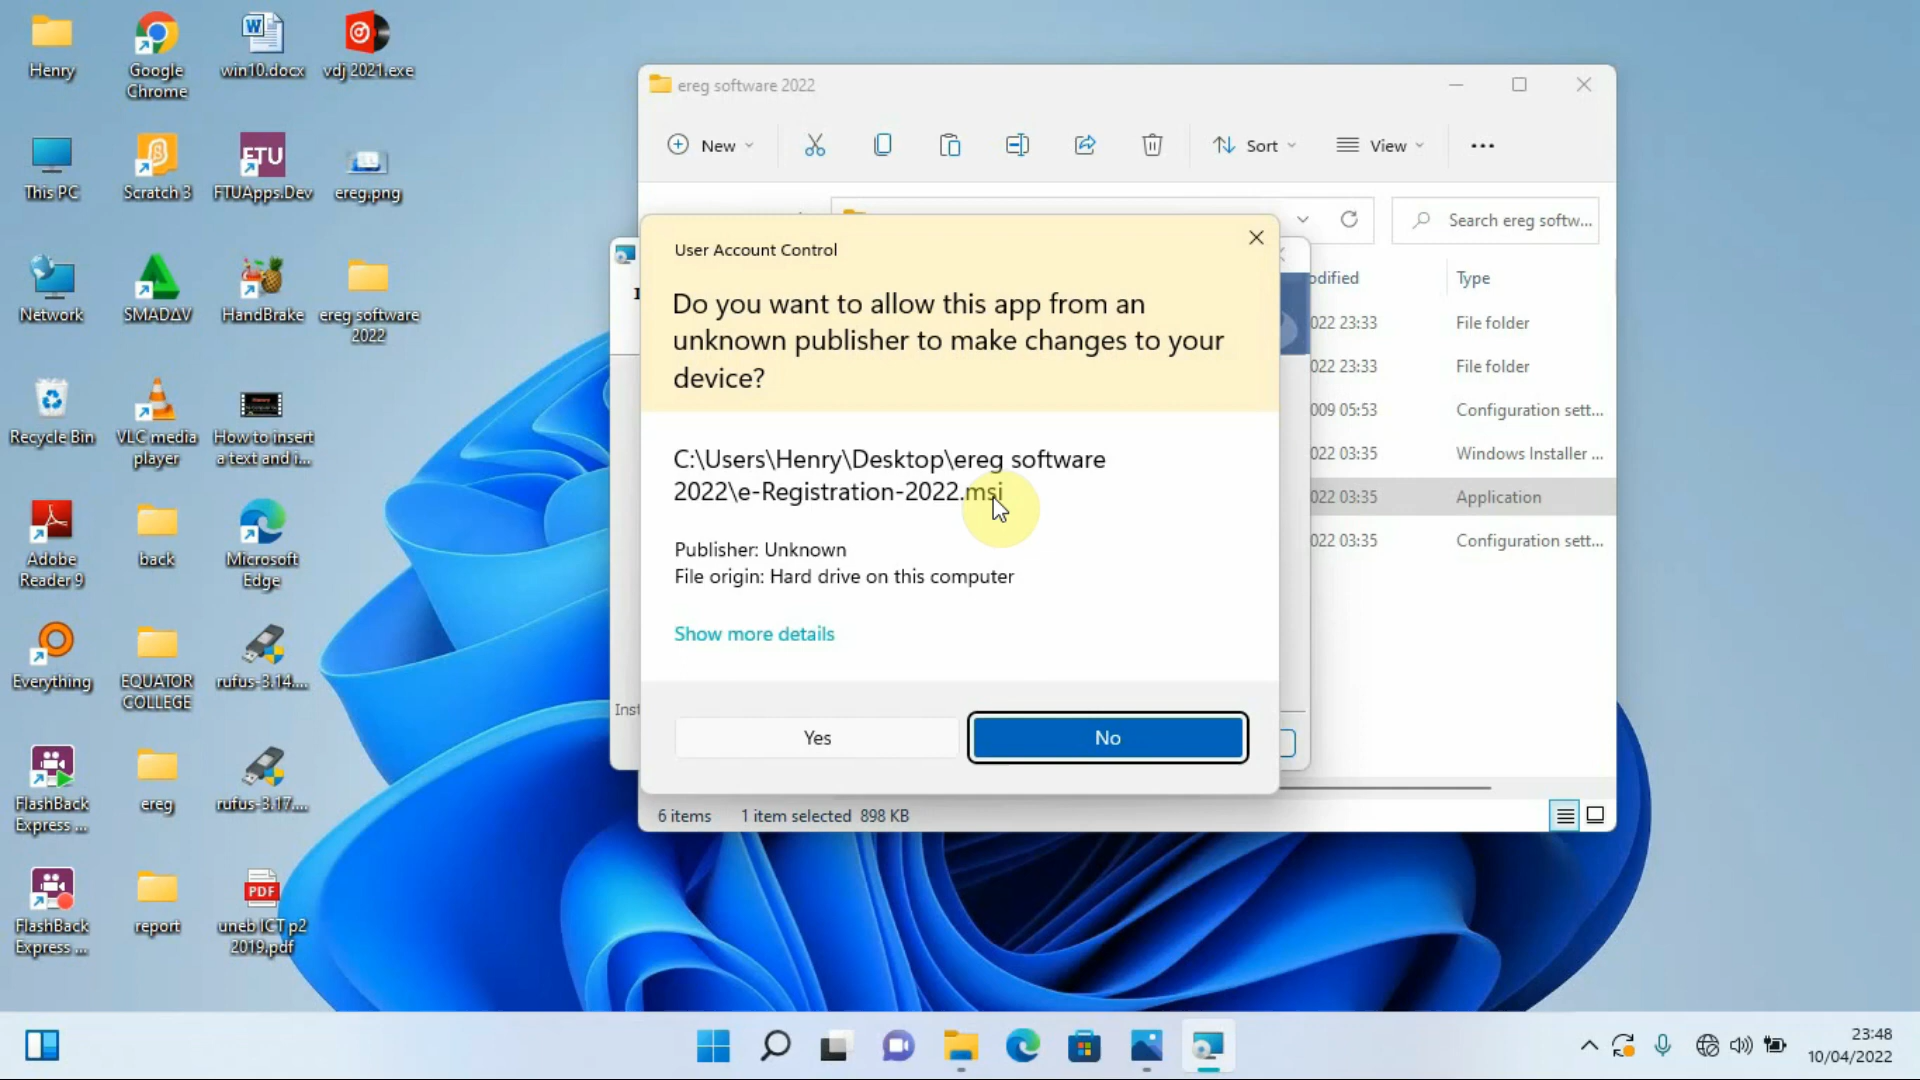 Henry
Google
Chrome
win10.docx
vdj 2021.exe
This PC
Scratch 3
FTU
FTUApps.Dev
ereg.png
Network
SMADΔV
HandBrake
ereg software
2022
Recycle Bin
VLC media
player
How to insert
a text and i...
Adobe
Reader 9
back
Microsoft
Edge
Everything
EQUATOR
COLLEGE
rufus-3.14....
FlashBack
Express ...
ereg
rufus-3.17....
FlashBack
Express ...
report
PDF
uneb ICT p2
2019.pdf
ereg software 2022
New
Sort
View
Search ereg softw...
odified
Type
022 23:33
File folder
022 23:33
File folder
009 05:53
Configuration sett...
022 03:35
Windows Installer ...
022 03:35
Application
022 03:35
Configuration sett...
Inst
User Account Control
Do you want to allow this app from an
unknown publisher to make changes to your
device?
C:\Users\Henry\Desktop\ereg software
2022\e-Registration-2022.msi
Publisher: Unknown
File origin: Hard drive on this computer
Show more details
Yes
No
6 items
1 item selected 898 KB
23:48
10/04/2022